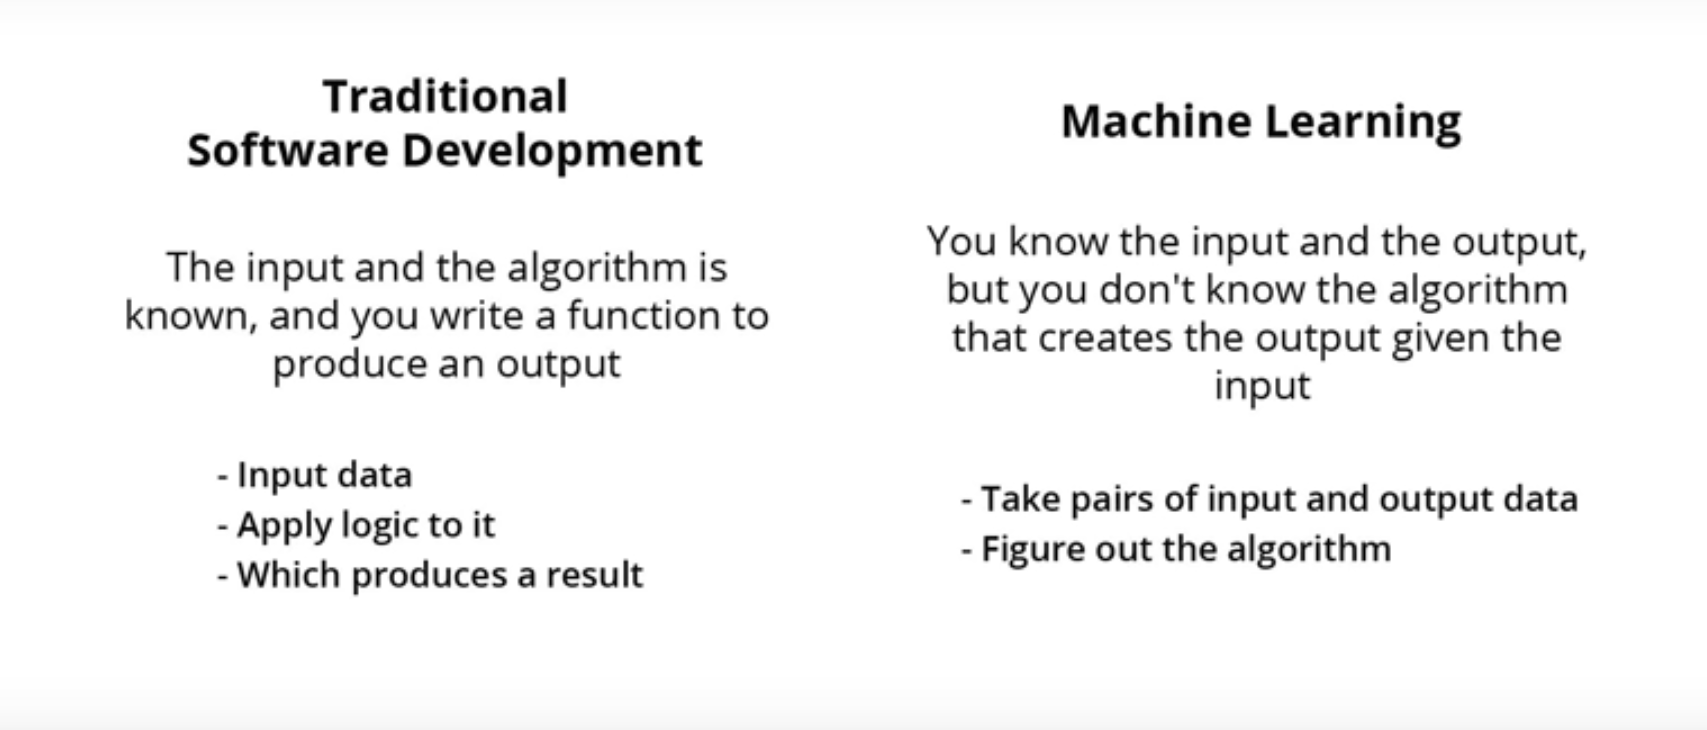 Traditional
Software Development
The input and the algorithm is
known, and you write a function to
produce an output
- Input data
- Apply logic to it
- Which produces a result
Machine Learning
You know the input and the output,
but you don't know the algorithm
that creates the output given the
input
- Take pairs of input and output data
- Figure out the algorithm